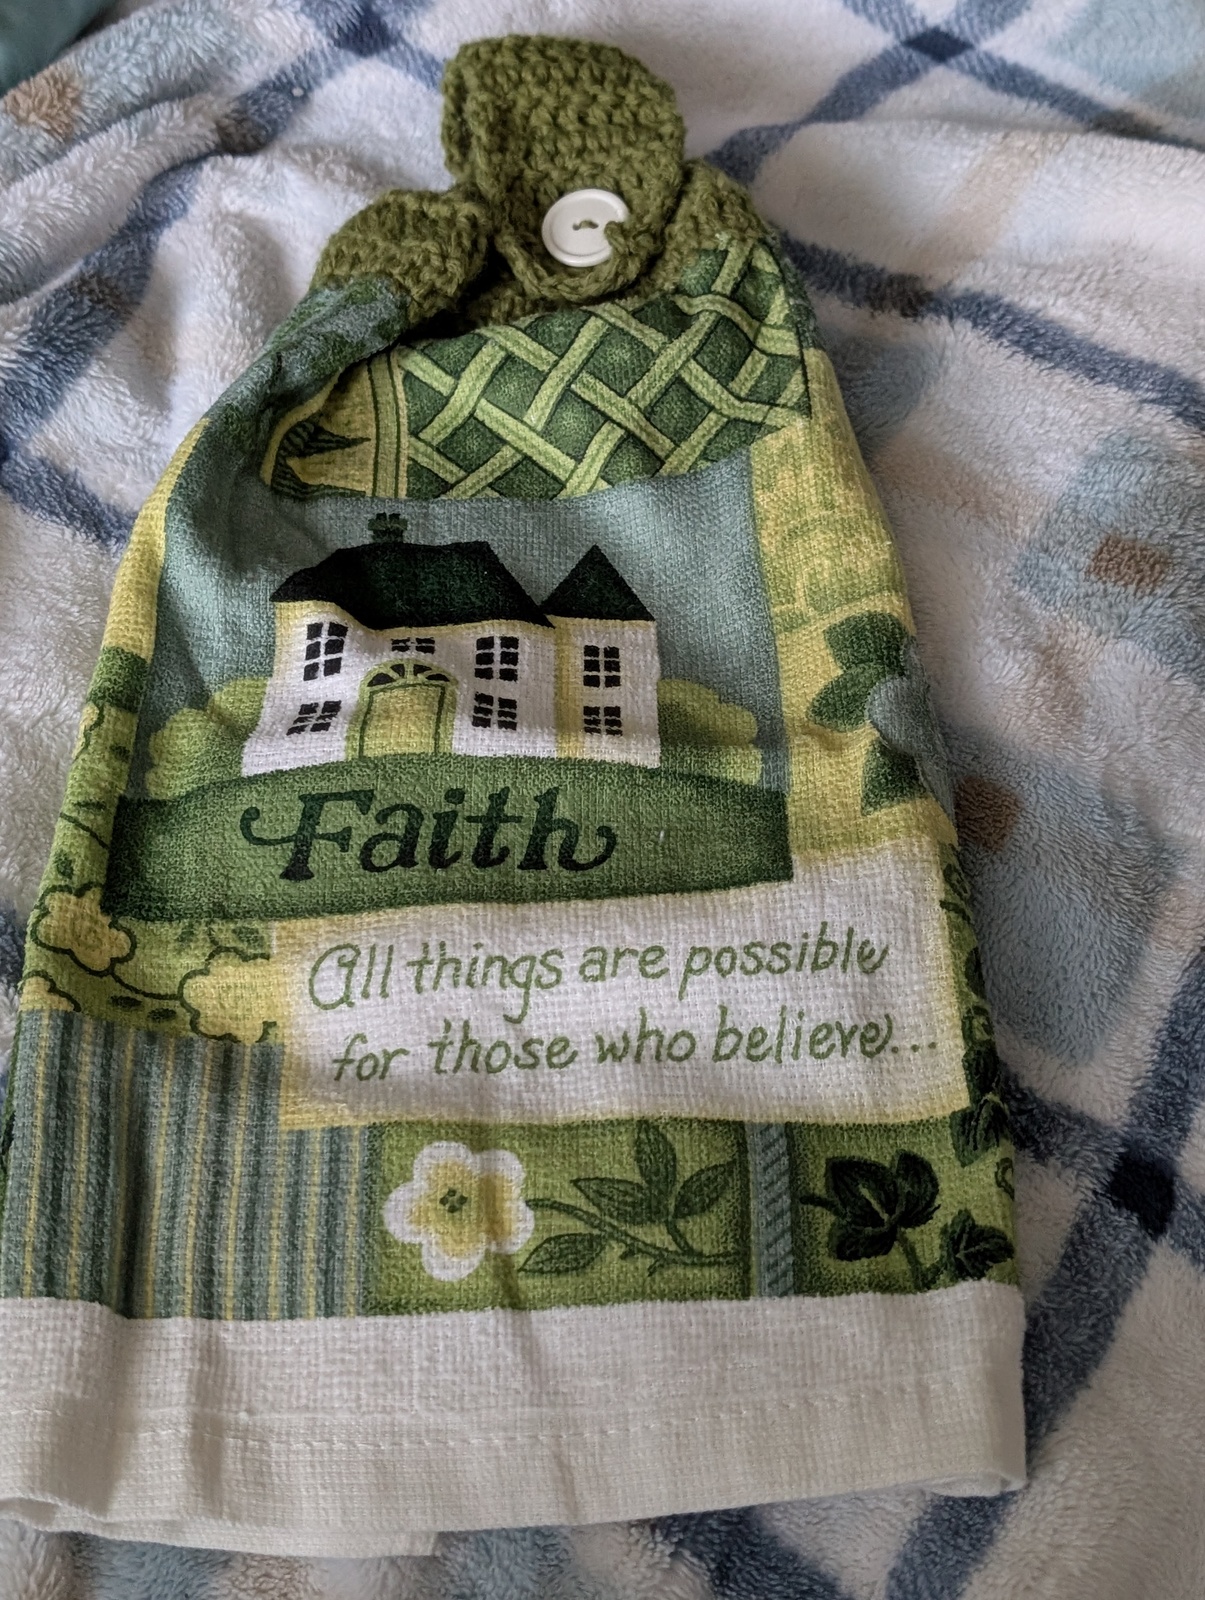 Faith
All things are possible
for those who believe...